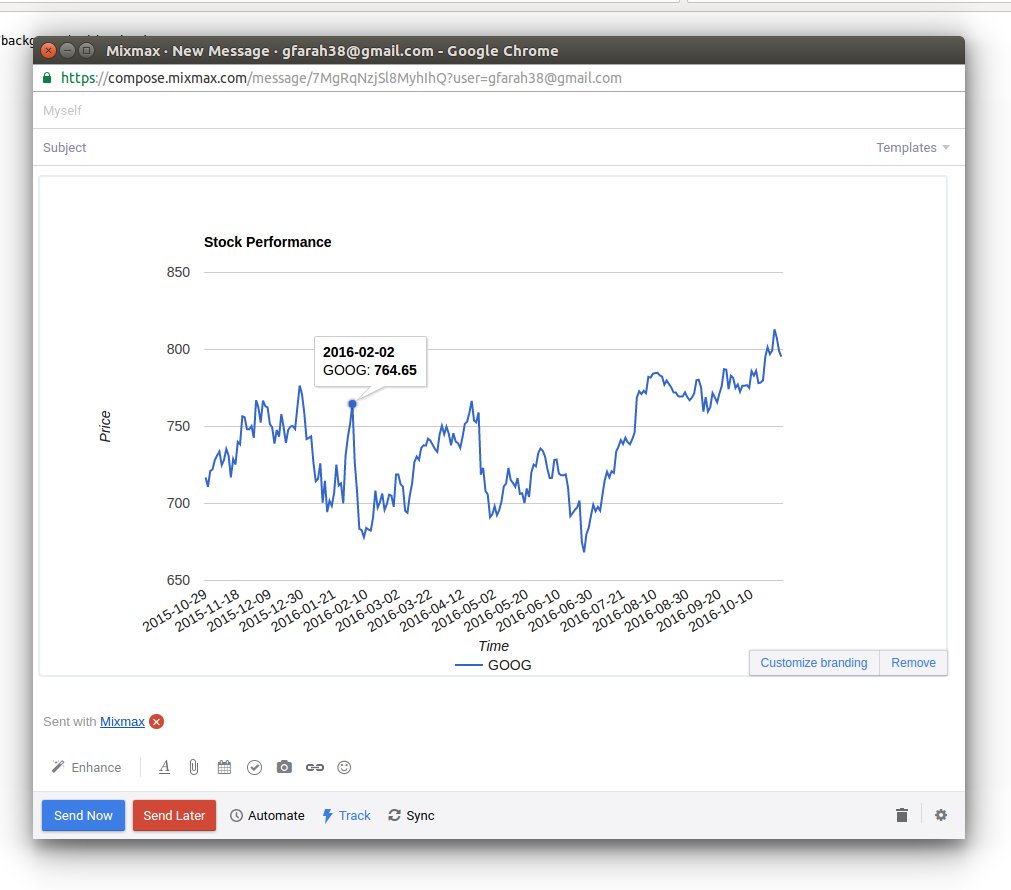 Mixmax · New Message · gfarah38@gmail.com - Google Chrome
https://compose.mixmax.com/message/7MgRqNzjSl8MyhIhQ?user=gfarah38@gmail.com
Myself
Subject
Templates
Stock Performance
850
800
750
700
650
Price
2016-02-02
GOOG: 764.65
2015-10-29
2015-11-18
2015-12-09
2015-12-30
2016-01-21
2016-02-10
2016-03-02
2016-03-22
2016-04-12
2016-05-02
2016-05-20
2016-06-10
2016-06-30
2016-07-21
2016-08-10
2016-08-30
2016-09-20
2016-10-10
Time
GOOG
Customize branding
Remove
Sent with Mixmax
Enhance
Send Now
Send Later
Automate
Track
Sync